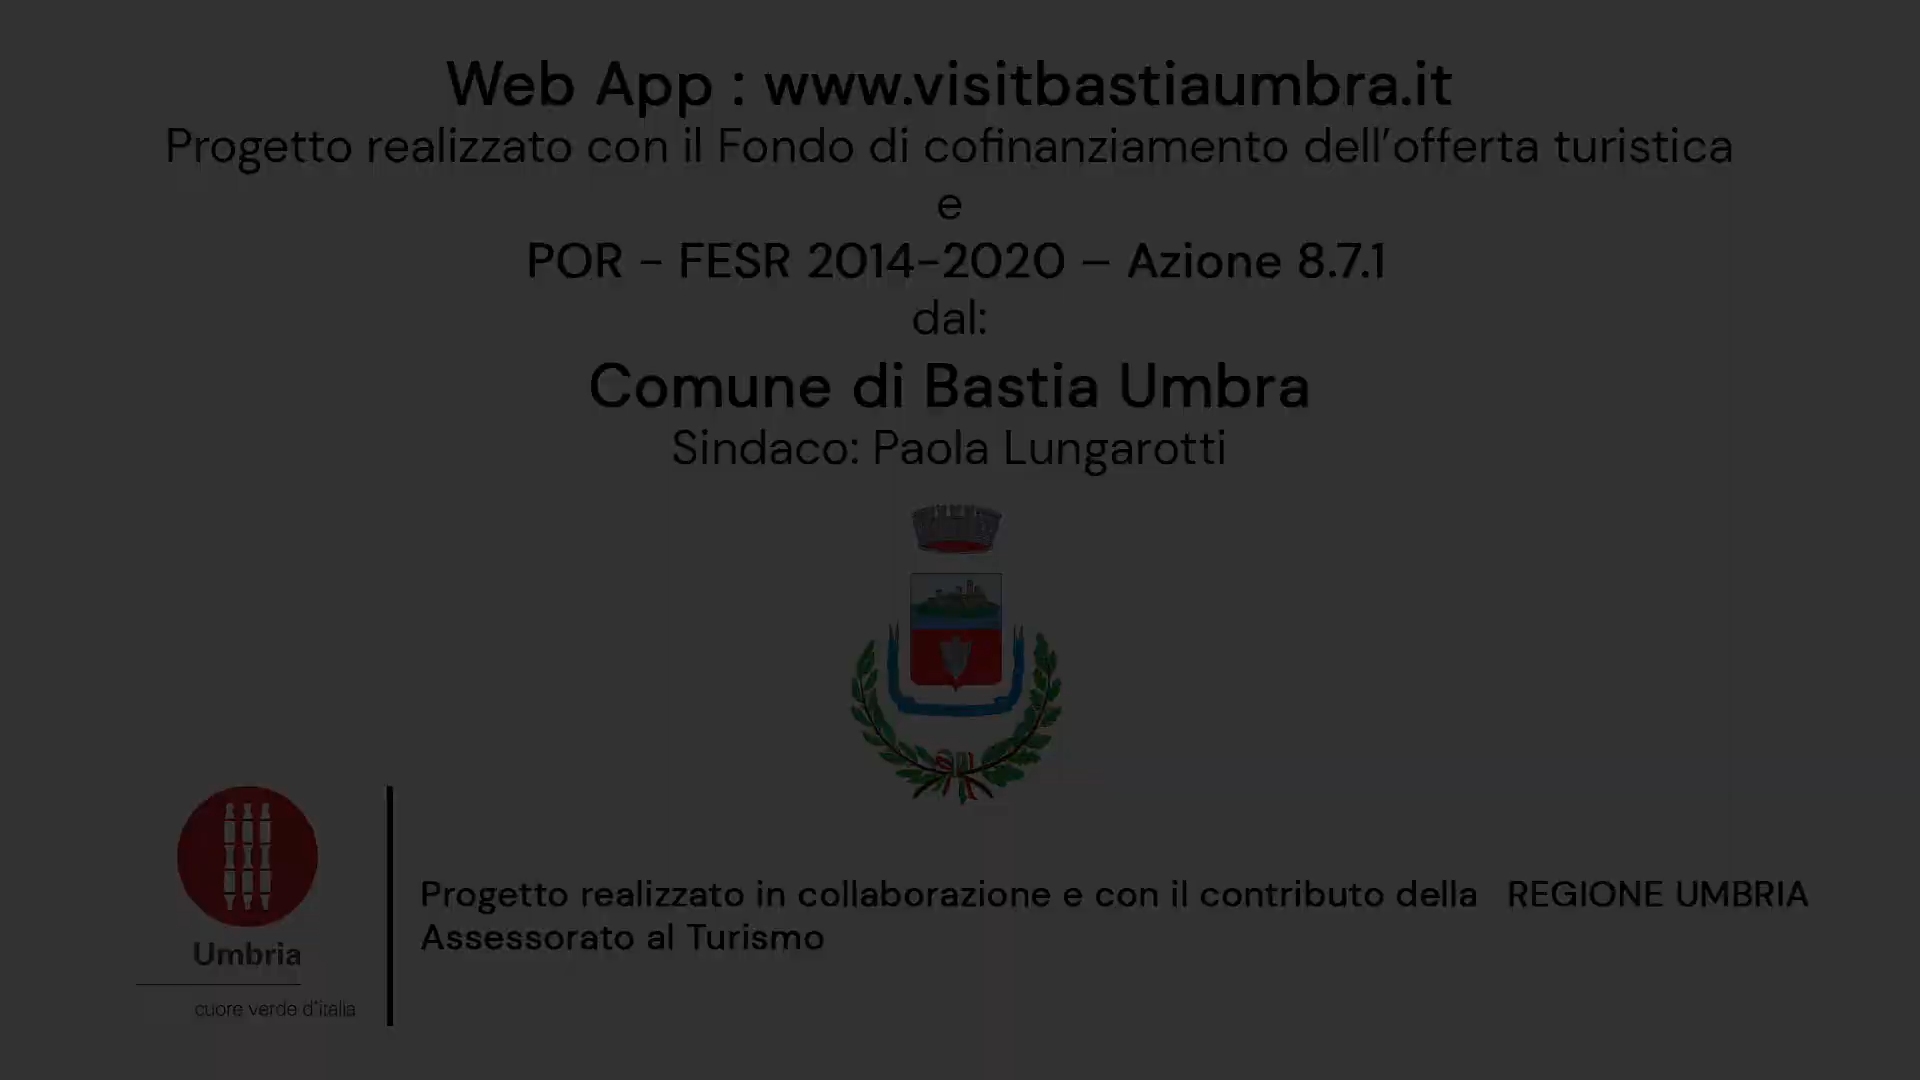 Web App : www.visitbastiaumbra.it
Progetto realizzato con il Fondo di cofinanziamento dell’offerta turistica
e
POR - FESR 2014-2020 – Azione 8.7.1
dal:
Comune di Bastia Umbra
Sindaco: Paola Lungarotti
Umbria
cuore verde d'italia
Progetto realizzato in collaborazione e con il contributo della REGIONE UMBRIA
Assessorato al Turismo